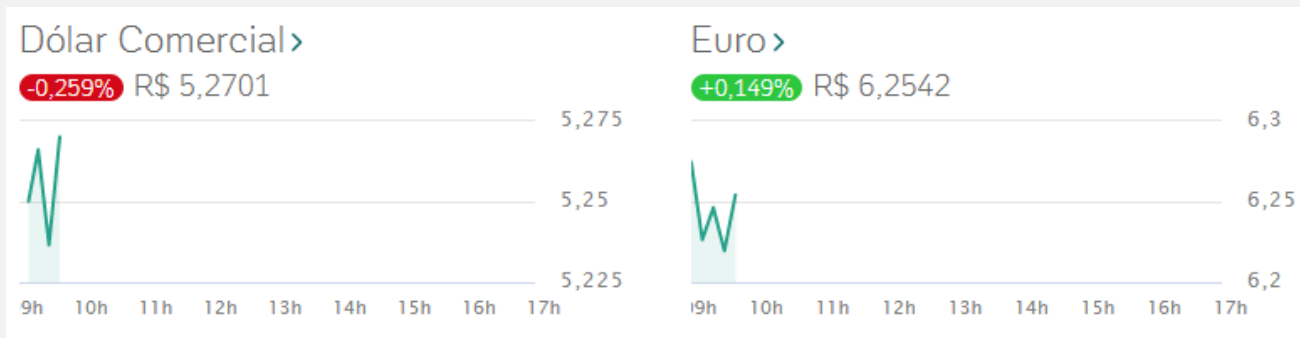 Dólar Comercial >
-0,259% R$ 5,2701
5,275
5,25
5,225
9h 10h 11h 12h 13h 14h 15h 16h 17h
Euro >
+0,149% R$ 6,2542
6,3
6,25
6,2
09h 10h 11h 12h 13h 14h 15h 16h 17h